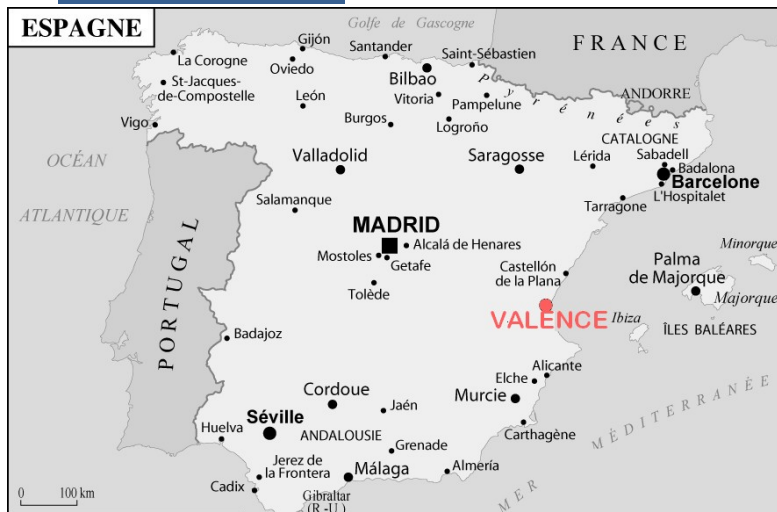 ESPAGNE
Golfe de Gascogne
FRANCE
La Corogne
Gijón
Santander
Saint-Sébastien
Oviedo
Bilbao
St-Jacques-
de-Compostelle
León
Vitoria
Pampelune
Pyrénées
ANDORRE
Vigo
Burgos
Logroño
CATALOGNE
OCÉAN
ATLANTIQUE
Valladolid
Saragosse
Lérida
Sabadell
Badalona
Barcelone
L'Hospitalet
Tarragone
Salamanque
MADRID
Alcalá de Henares
Mostoles
Getafe
Tolède
Castellón
de la Plana
Minorque
Palma
de Majorque
Majorque
PORTUGAL
VALENCE
Ibiza
ÎLES BALÉARES
Badajoz
Alicante
Elche
Murcie
Cordoue
Jaén
Séville
Huelva
ANDALOUSIE
Carthagène
Grenade
Jerez de
la Frontera
Málaga
Almería
Cadix
Gibraltar
(R.-U.)
MER MÉDITERRANÉE
0 100 km